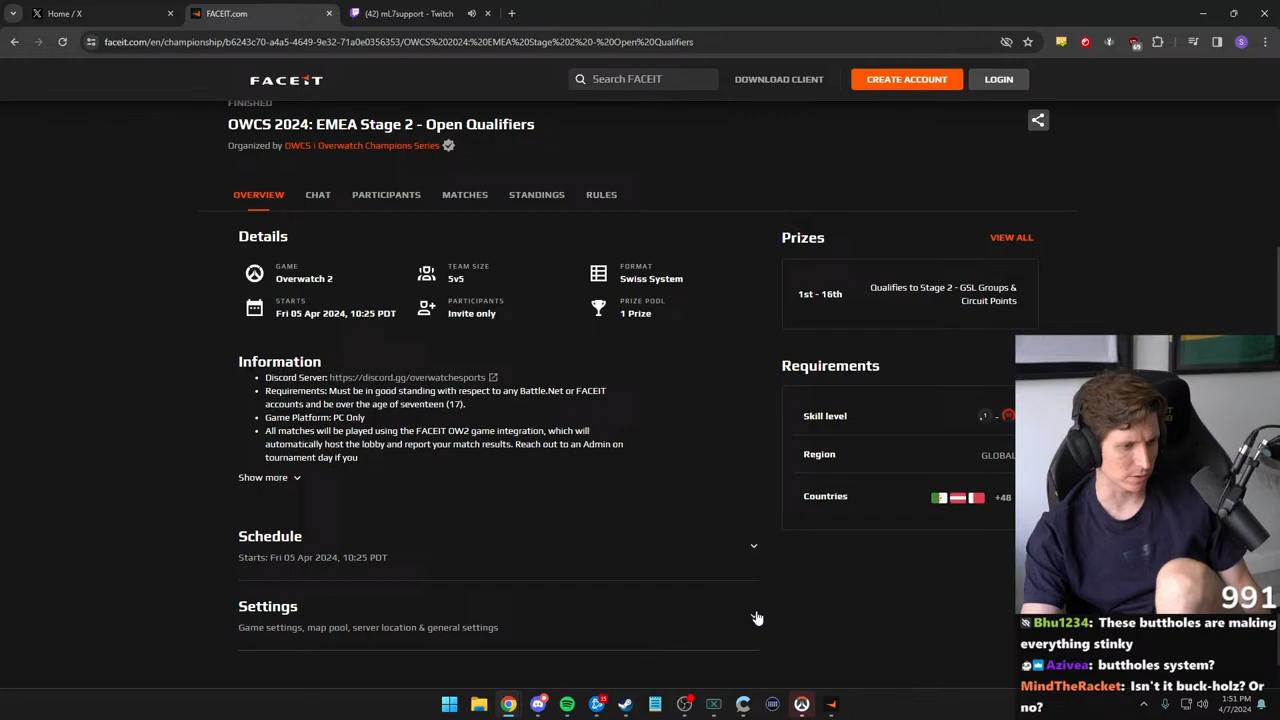 Home / X
FACEIT.com
(42) mL7support - Twitch
faceit.com/en/championship/b6243c70-a4a5-4649-9e32-71a0e0356353/OWCS%202024:%20EMEA%20Stage%202%20-%20Open%20Qualifiers
69
S
FACEIT
Search FACEIT
DOWNLOAD CLIENT
CREATE ACCOUNT
LOGIN
FINISHED
OWCS 2024: EMEA Stage 2 - Open Qualifiers
Organized by OWCS | Overwatch Champions Series
OVERVIEW
CHAT
PARTICIPANTS
MATCHES
STANDINGS
RULES
Details
GAME
Overwatch 2
TEAM SIZE
5v5
FORMAT
Swiss System
STARTS
Fri 05 Apr 2024, 10:25 PDT
PARTICIPANTS
Invite only
PRIZE POOL
1 Prize
Prizes
VIEW ALL
1st - 16th
Qualifies to Stage 2 - GSL Groups &
Circuit Points
Information
Discord Server: https://discord.gg/overwatchesports
Requirements: Must be in good standing with respect to any Battle.Net or FACEIT
accounts and be over the age of seventeen (17).
Game Platform: PC Only
All matches will be played using the FACEIT OW2 game integration, which will
automatically host the lobby and report your match results. Reach out to an Admin on
tournament day if you
Show more
Requirements
Skill level
1 -
Region
GLOBAL
Countries
+48
Schedule
Starts: Fri 05 Apr 2024, 10:25 PDT
Settings
Game settings, map pool, server location & general settings
991
Bhu1234: These buttholes are making
everything stinky
Azivea: buttholes system?
MindTheRacket: Isn't it buck-holz? Or
no?
15
1:51 PM
4/7/2024